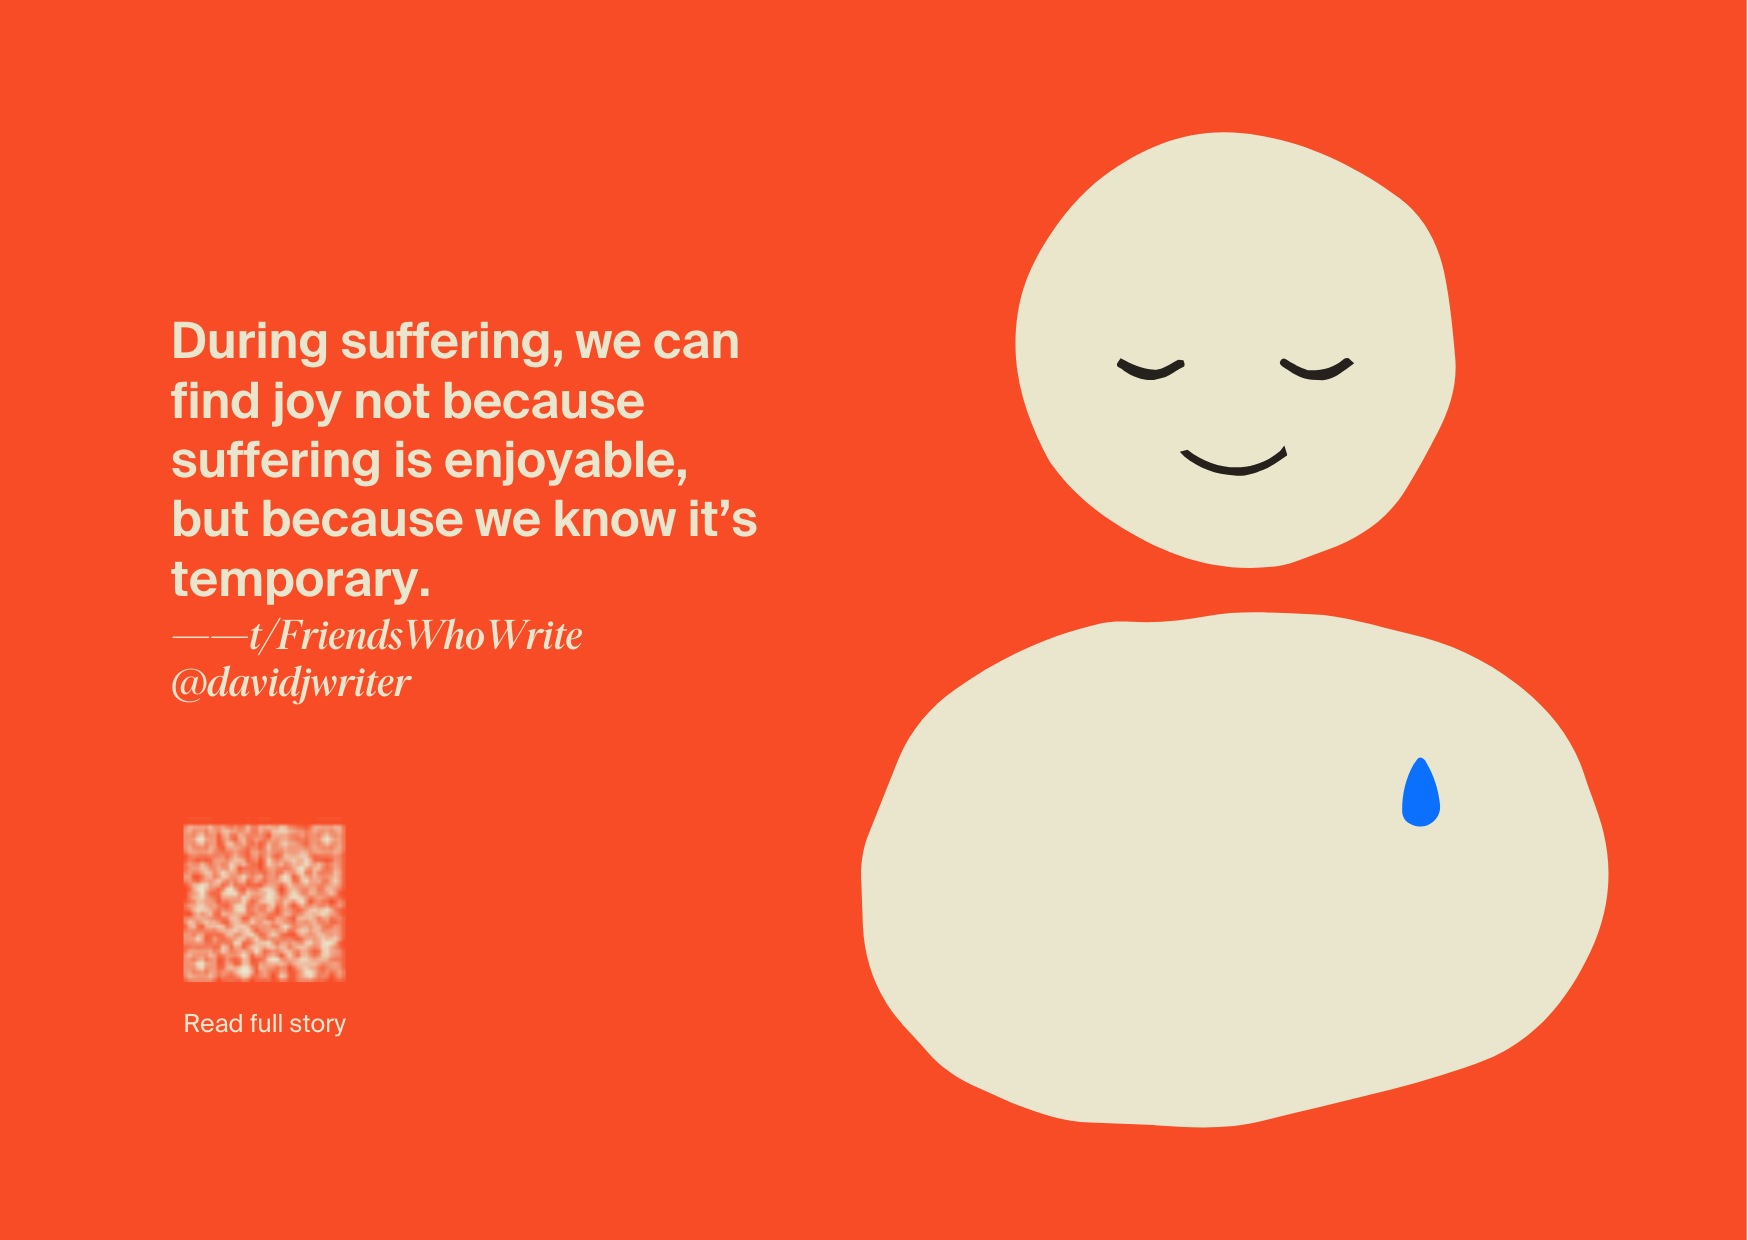 During suffering, we can
find joy not because
suffering is enjoyable,
but because we know it’s
temporary.
——t/FriendsWhoWrite
@davidjwriter
Read full story